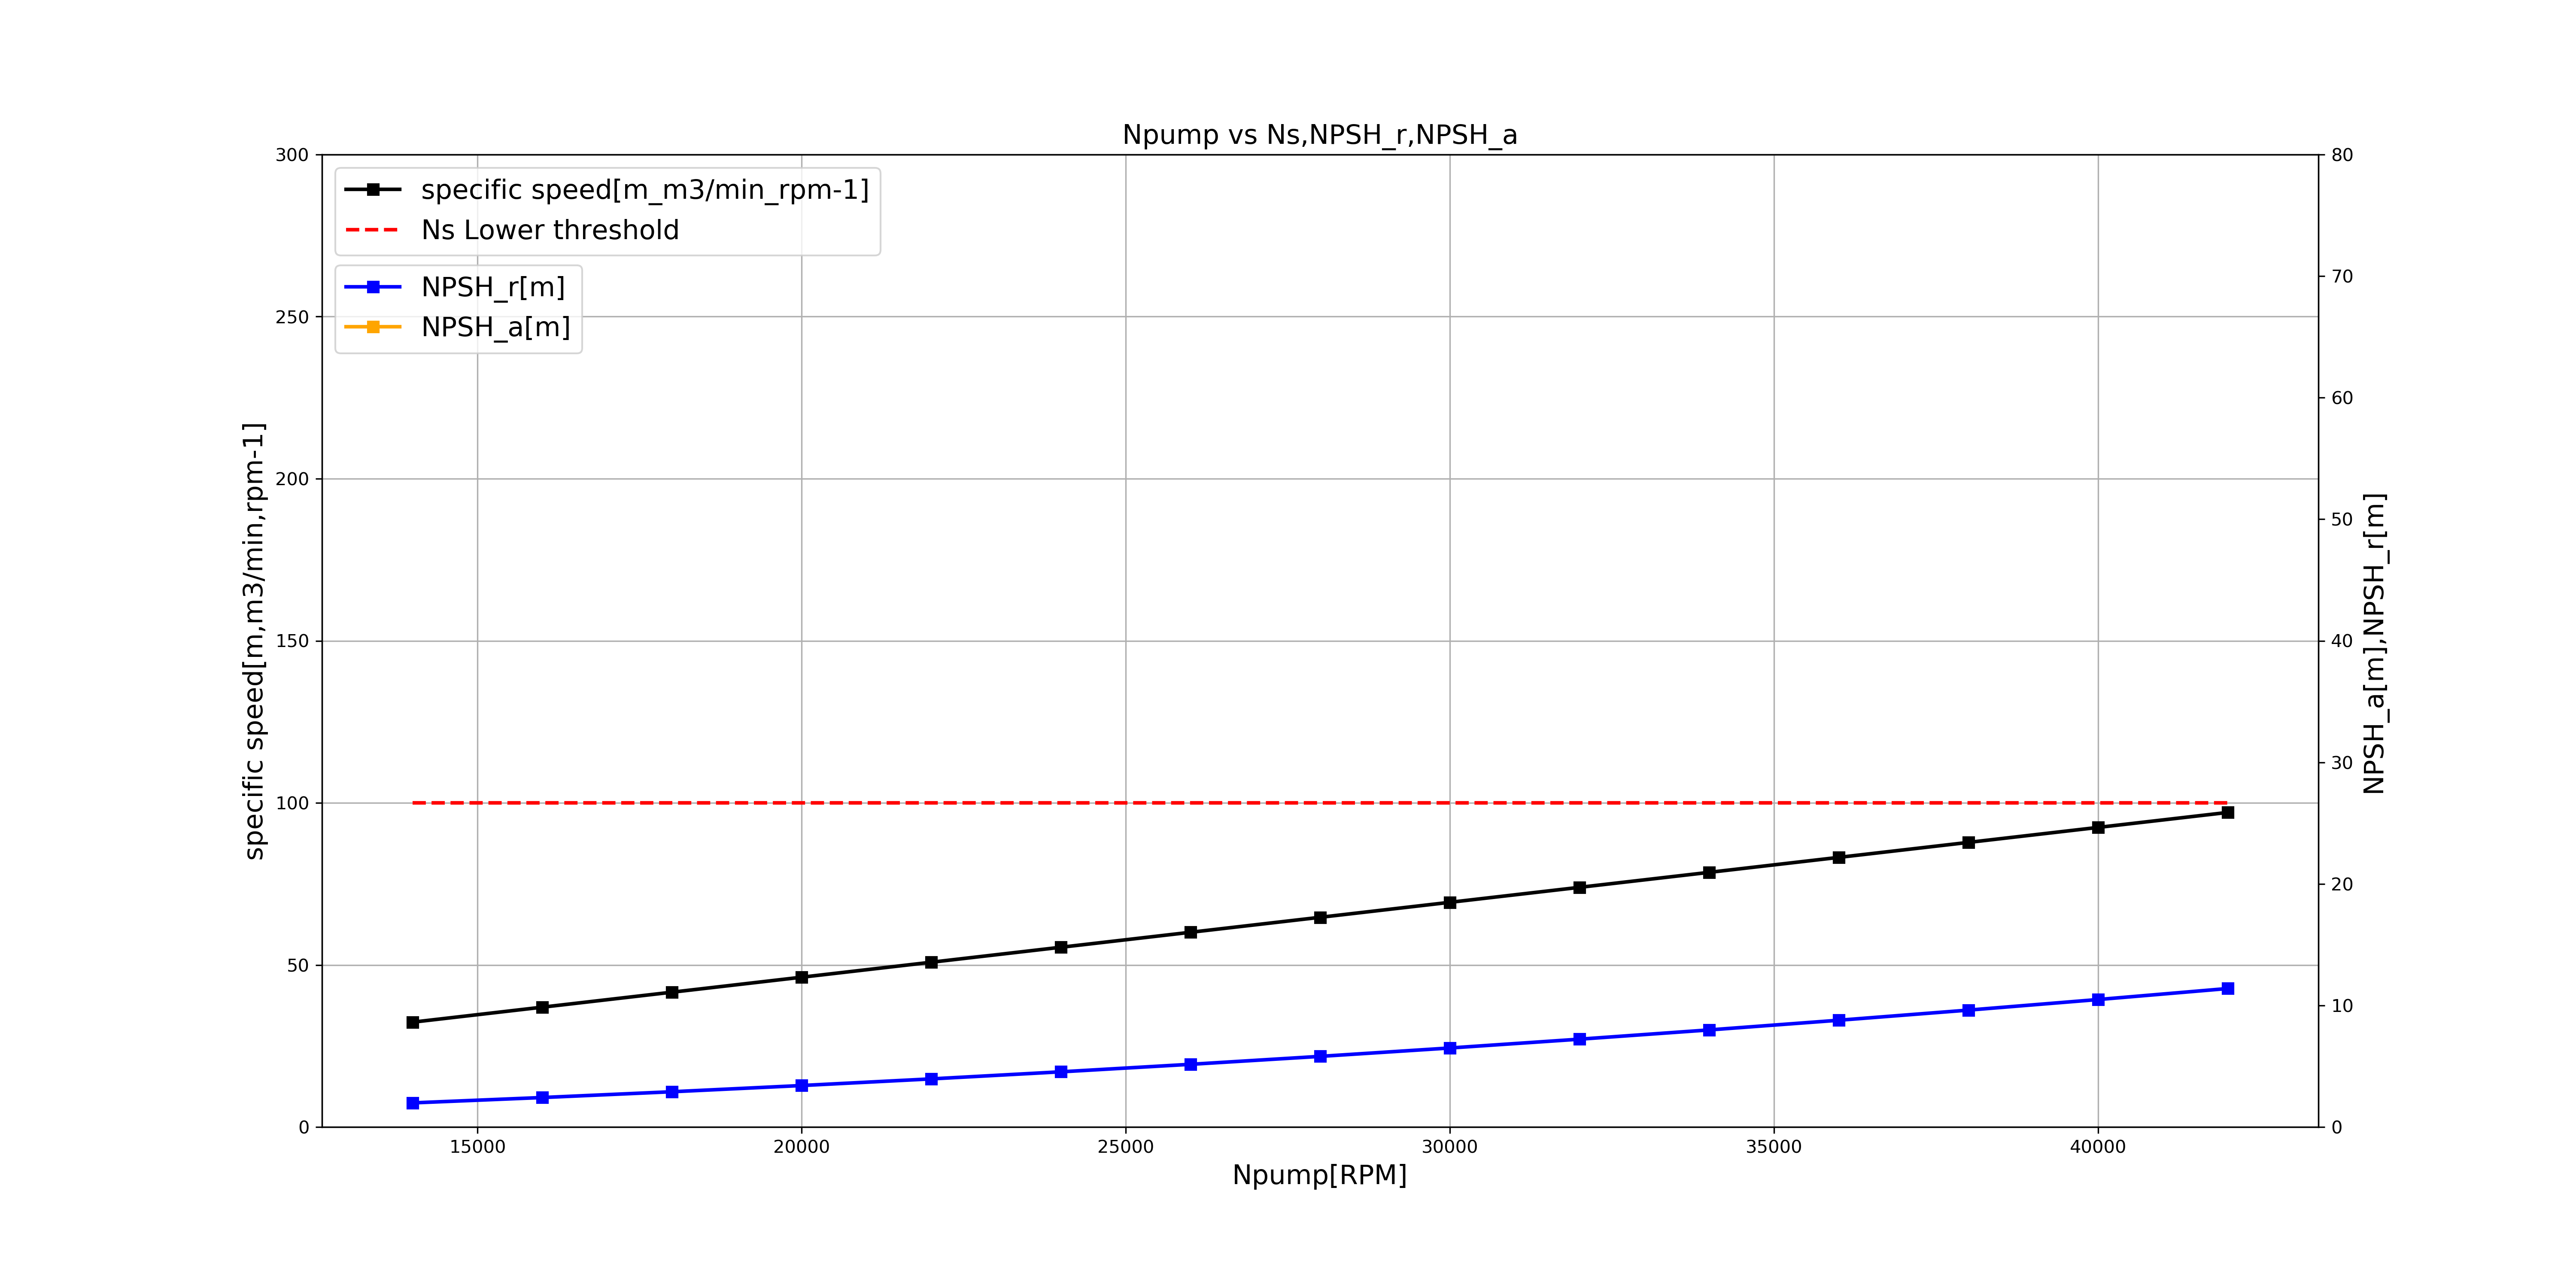 Npump vs Ns,NPSH_r,NPSH_a
specific speed[m_m3/min_rpm-1]
Ns Lower threshold
NPSH_r[m]
NPSH_a[m]
specific speed[m,m3/min,rpm-1]
300
250
200
150
100
50
0
80
70
60
50
40
30
20
10
0
NPSH_a[m],NPSH_r[m]
15000 20000 25000 30000 35000 40000
Npump[RPM]